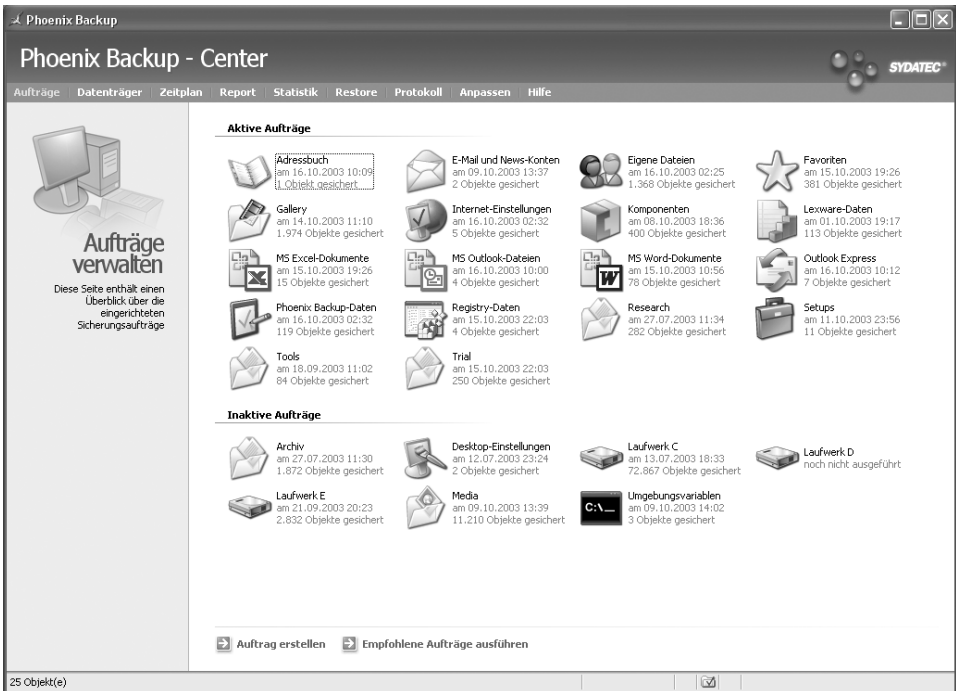 Phoenix Backup
Phoenix Backup - Center
SYDATEC
Aufträge Datenträger Zeitplan Report Statistik Restore Protokoll Anpassen Hilfe
Aufträge
verwalten
Diese Seite enthält einen
Überblick über die
eingerichteten
Sicherungsaufträge
Aktive Aufträge
Adressbuch
am 16.10.2003 10:09
1 Objekt gesichert
E-Mail und News-Konten
am 09.10.2003 13:37
2 Objekte gesichert
Eigene Dateien
am 16.10.2003 02:25
1.368 Objekte gesichert
Favoriten
am 15.10.2003 19:26
381 Objekte gesichert
Gallery
am 14.10.2003 11:10
1.974 Objekte gesichert
Internet-Einstellungen
am 16.10.2003 02:32
5 Objekte gesichert
Komponenten
am 08.10.2003 18:36
400 Objekte gesichert
Lexware-Daten
am 01.10.2003 19:17
113 Objekte gesichert
MS Excel-Dokumente
am 15.10.2003 19:26
15 Objekte gesichert
MS Outlook-Dateien
am 16.10.2003 10:00
4 Objekte gesichert
MS Word-Dokumente
am 15.10.2003 10:56
78 Objekte gesichert
Outlook Express
am 16.10.2003 10:12
7 Objekte gesichert
Phoenix Backup-Daten
am 16.10.2003 02:32
119 Objekte gesichert
Registry-Daten
am 15.10.2003 22:03
4 Objekte gesichert
Research
am 27.07.2003 11:34
282 Objekte gesichert
Setups
am 11.10.2003 23:56
11 Objekte gesichert
Tools
am 18.09.2003 11:02
84 Objekte gesichert
Trial
am 15.10.2003 22:03
250 Objekte gesichert
Inaktive Aufträge
Archiv
am 27.07.2003 11:30
1.872 Objekte gesichert
Desktop-Einstellungen
am 12.07.2003 23:24
2 Objekte gesichert
Laufwerk C
am 13.07.2003 18:33
72.867 Objekte gesichert
Laufwerk D
noch nicht ausgeführt
Laufwerk E
am 21.09.2003 20:23
2.832 Objekte gesichert
Media
am 09.10.2003 13:39
11.210 Objekte gesichert
C:\_
Umgebungsvariablen
am 09.10.2003 14:02
3 Objekte gesichert
Auftrag erstellen Empfohlene Aufträge ausführen
25 Objekt(e)